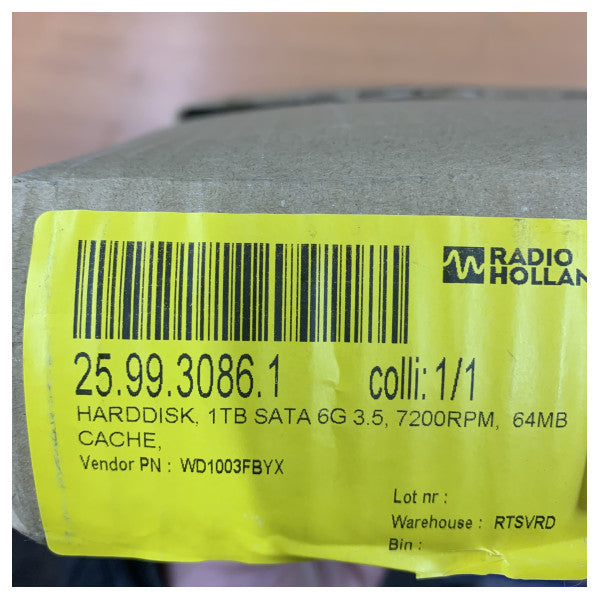 RADIO
HOLLAN
25.99.3086.1 colli: 1/1
HARDDISK, 1TB SATA 6G 3.5, 7200RPM, 64MB
CACHE,
Vendor PN : WD1003FBYX
Lot nr :
Warehouse : RTSVRD
Bin :